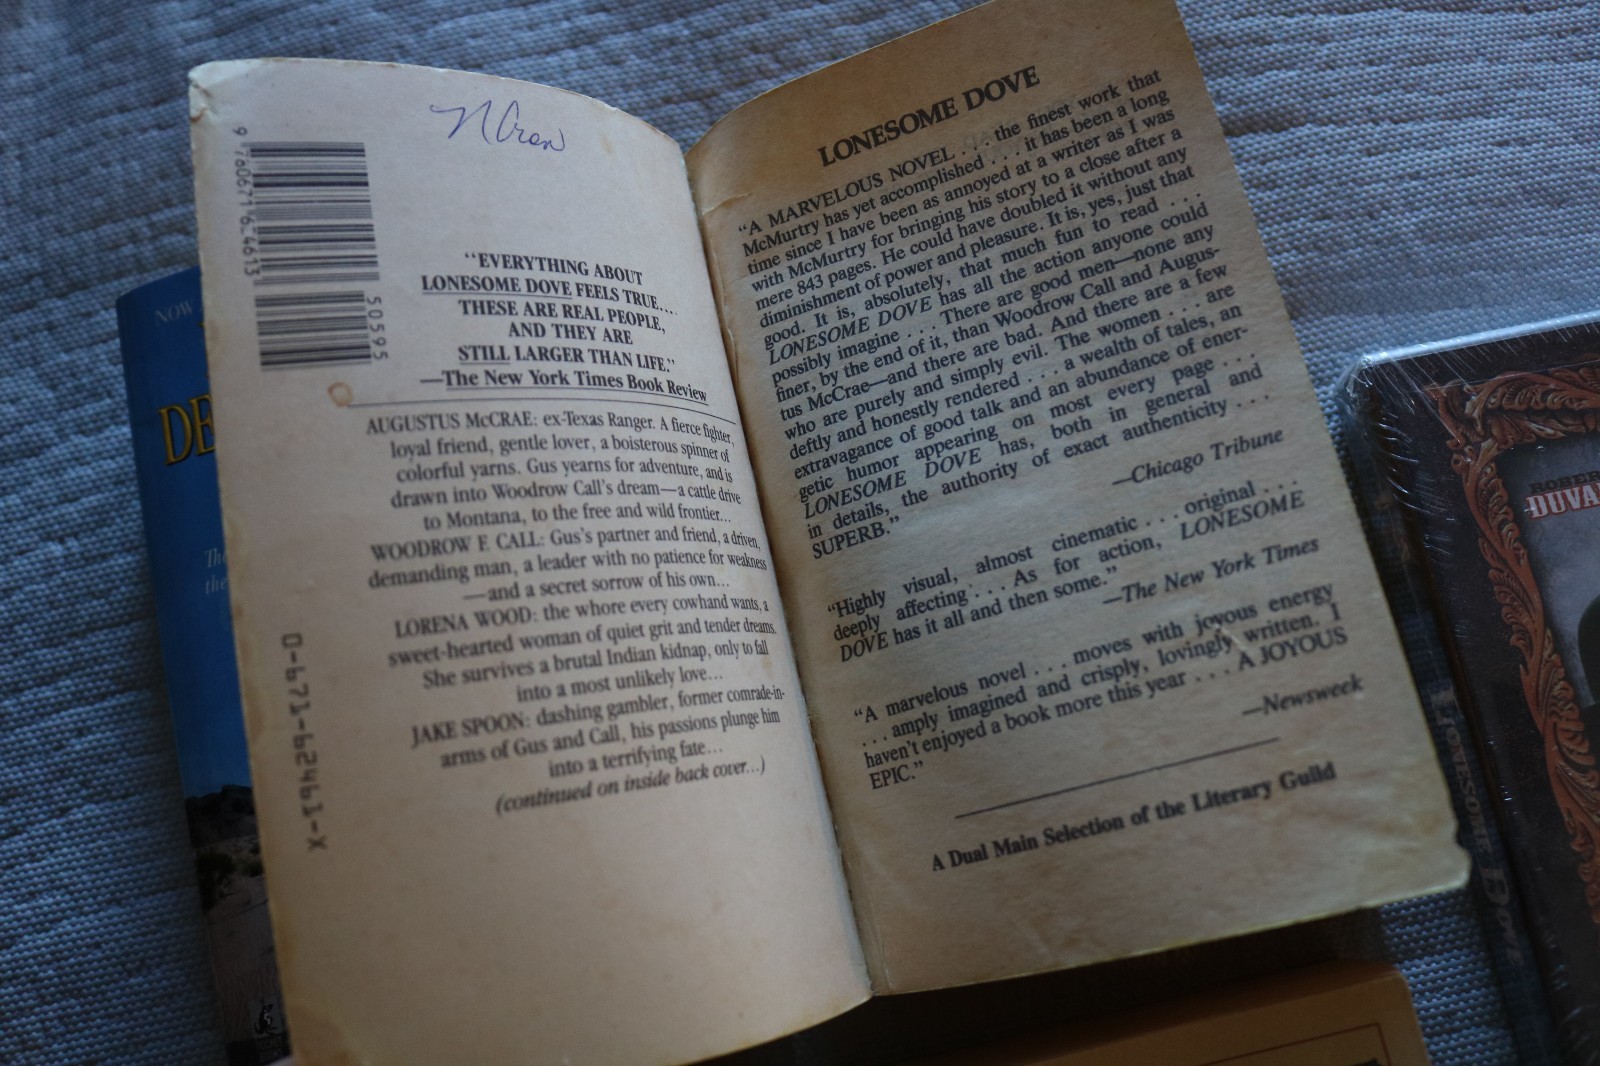 N Cren
9 780671 624613
50595
0-671-62461-X
"EVERYTHING ABOUT
LONESOME DOVE FEELS TRUE....
THESE ARE REAL PEOPLE,
AND THEY ARE
STILL LARGER THAN LIFE."
—The New York Times Book Review
AUGUSTUS McCRAE: ex-Texas Ranger. A fierce fighter,
loyal friend, gentle lover, a boisterous spinner of
colorful yarns. Gus yearns for adventure, and is
drawn into Woodrow Call's dream—a cattle drive
to Montana, to the free and wild frontier...
WOODROW F. CALL: Gus's partner and friend, a driven,
demanding man, a leader with no patience for weakness
—and a secret sorrow of his own...
LORENA WOOD: the whore every cowhand wants, a
sweet-hearted woman of quiet grit and tender dreams.
She survives a brutal Indian kidnap, only to fall
into a most unlikely love...
JAKE SPOON: dashing gambler, former comrade-in-
arms of Gus and Call, his passions plunge him
into a terrifying fate...
(continued on inside back cover...)
LONESOME DOVE
"A MARVELOUS NOVEL . . . the finest work that
McMurtry has yet accomplished . . . it has been a long
time since I have been as annoyed at a writer as I was
with McMurtry for bringing his story to a close after a
mere 843 pages. He could have doubled it without any
diminishment of power and pleasure. It is, yes, just that
good. It is, absolutely, that much fun to read . . .
LONESOME DOVE has all the action anyone could
possibly imagine . . . There are good men—none any
finer, by the end of it, than Woodrow Call and Augus-
tus McCrae—and there are bad. And there are a few
who are purely and simply evil. The women . . . are
deftly and honestly rendered . . . a wealth of tales, an
extravagance of good talk and an abundance of ener-
getic humor appearing on most every page . . .
LONESOME DOVE has, both in general and
in details, the authority of exact authenticity . . .
SUPERB."
—Chicago Tribune
"Highly visual, almost cinematic . . . original . . .
deeply affecting . . . As for action, LONESOME
DOVE has it all and then some."
—The New York Times
"A marvelous novel . . . moves with joyous energy
. . . amply imagined and crisply, lovingly written. I
haven't enjoyed a book more this year . . . A JOYOUS
EPIC."
—Newsweek
A Dual Main Selection of the Literary Guild
NOW
DE
The
the
ROBER
DUVA
LONESOME DOVE